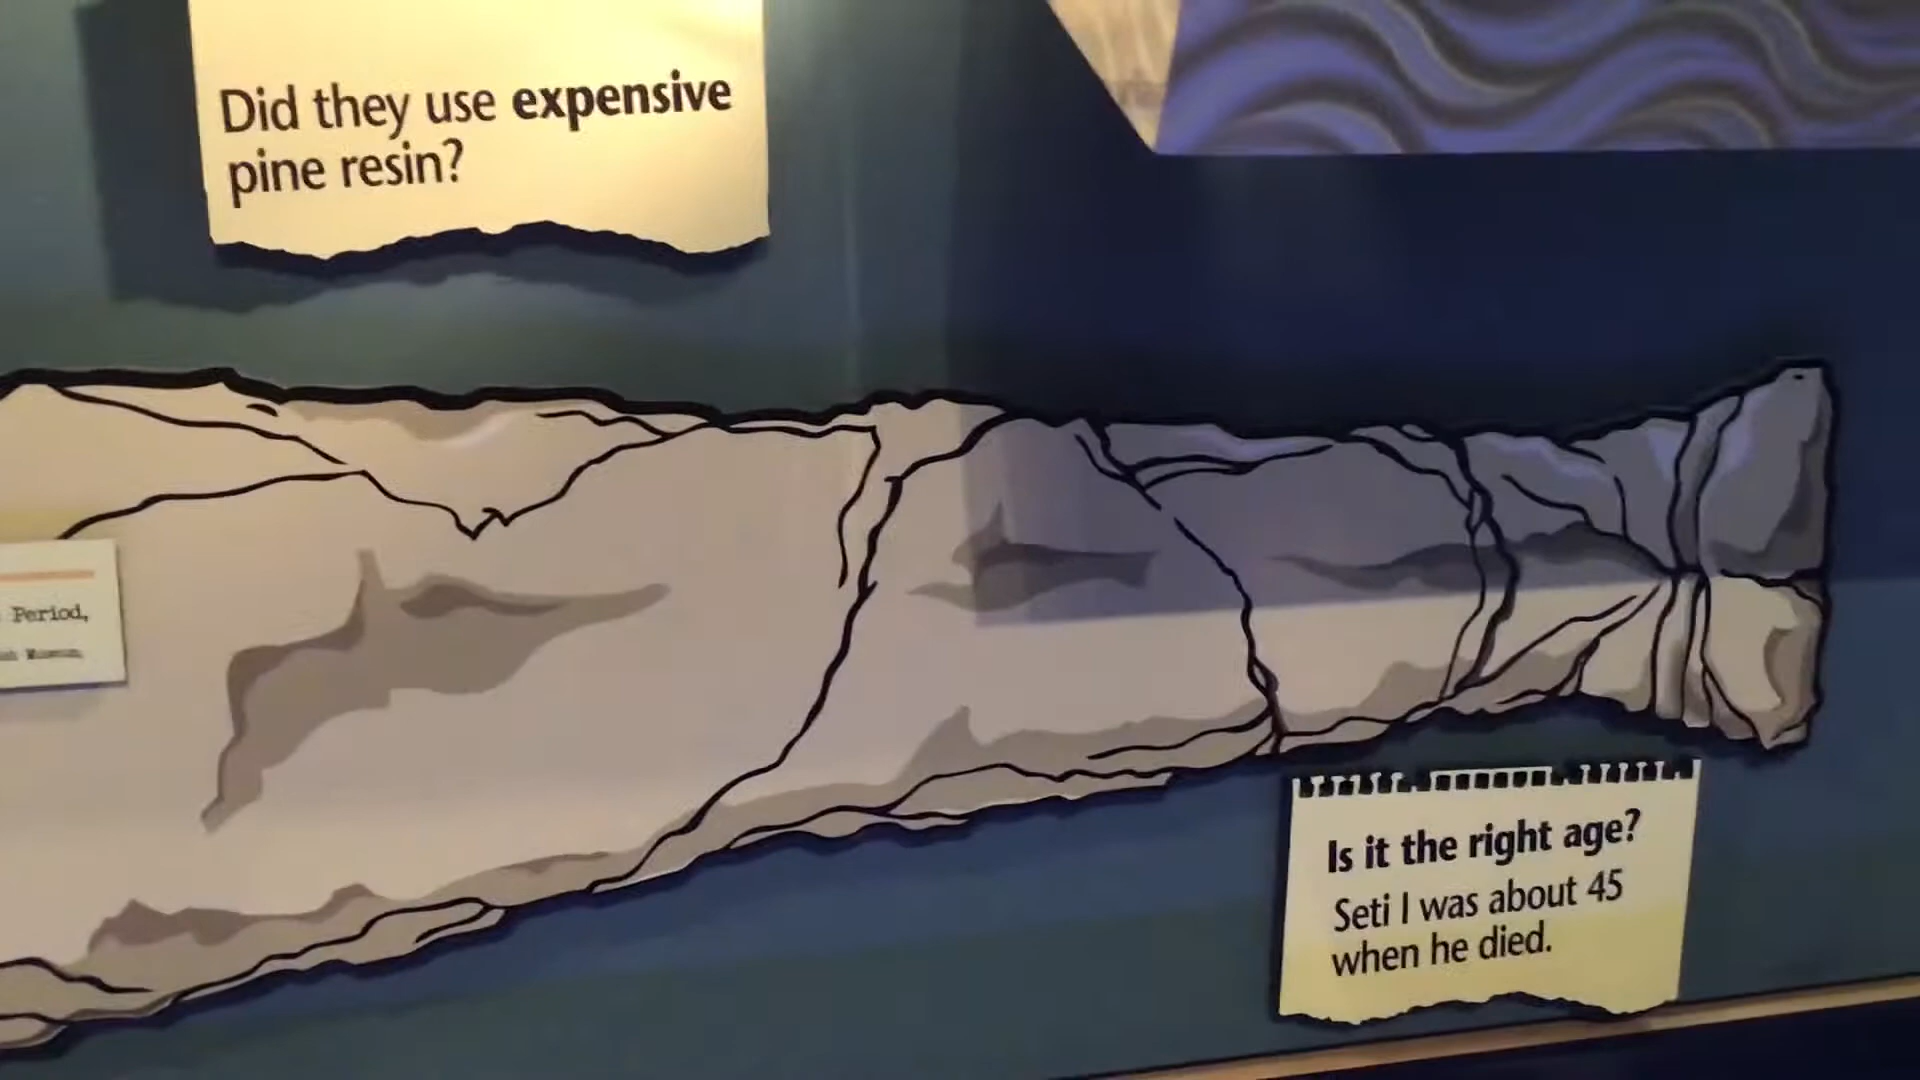 Did they use expensive
pine resin?
Period,
Is it the right age?
Seti I was about 45
when he died.